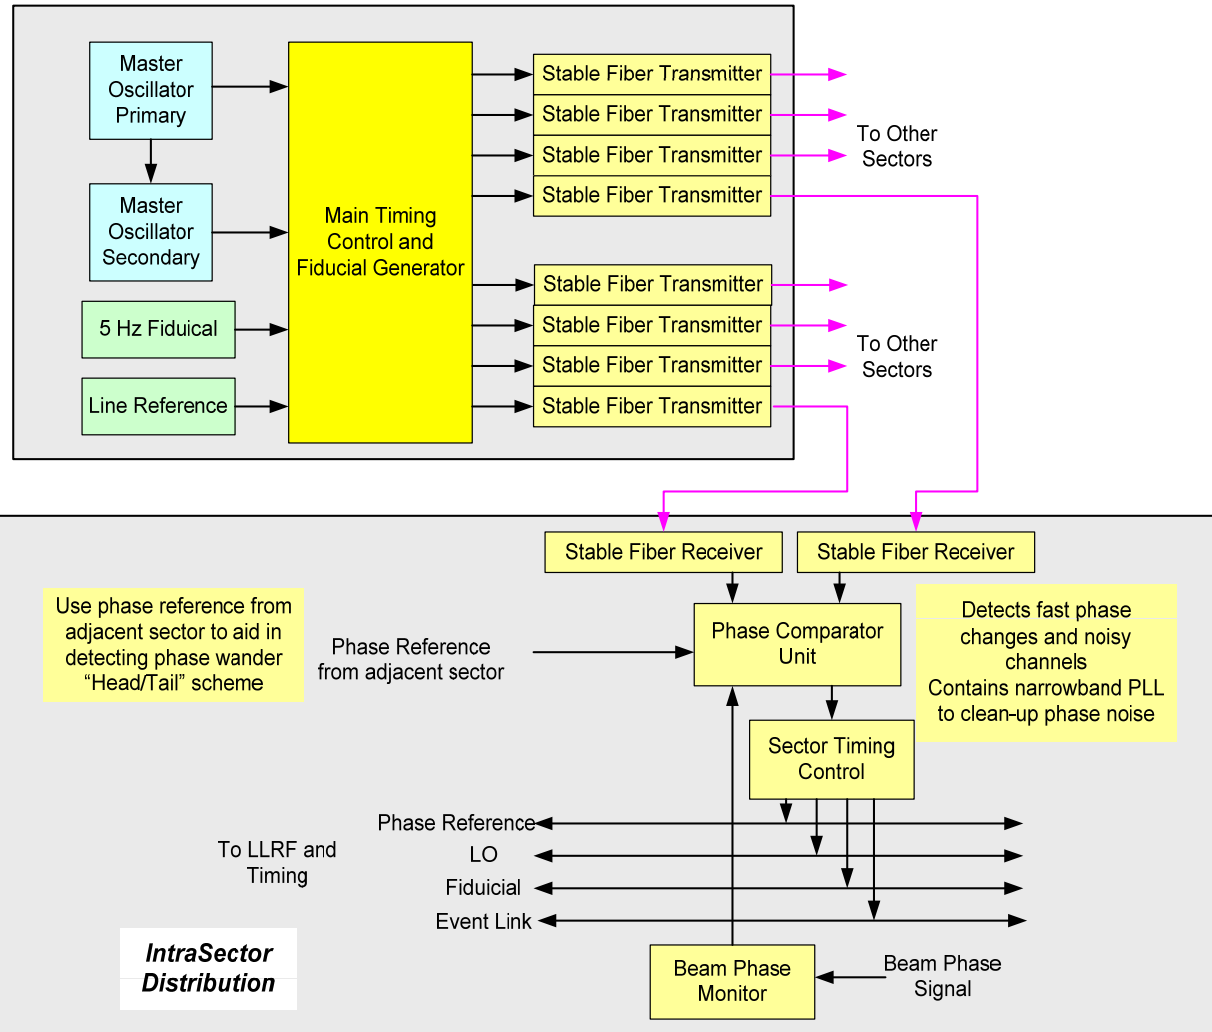 Master
Oscillator
Primary
Master
Oscillator
Secondary
5 Hz Fiduical
Line Reference
Main Timing
Control and
Fiducial Generator
Stable Fiber Transmitter
Stable Fiber Transmitter
Stable Fiber Transmitter
Stable Fiber Transmitter
To Other
Sectors
Stable Fiber Transmitter
Stable Fiber Transmitter
Stable Fiber Transmitter
Stable Fiber Transmitter
To Other
Sectors
Stable Fiber Receiver
Stable Fiber Receiver
Use phase reference from
adjacent sector to aid in
detecting phase wander
“Head/Tail” scheme
Phase Reference
from adjacent sector
Phase Comparator
Unit
Detects fast phase
changes and noisy
channels
Contains narrowband PLL
to clean-up phase noise
Sector Timing
Control
To LLRF and
Timing
Phase Reference
LO
Fiduicial
Event Link
IntraSector
Distribution
Beam Phase
Monitor
Beam Phase
Signal